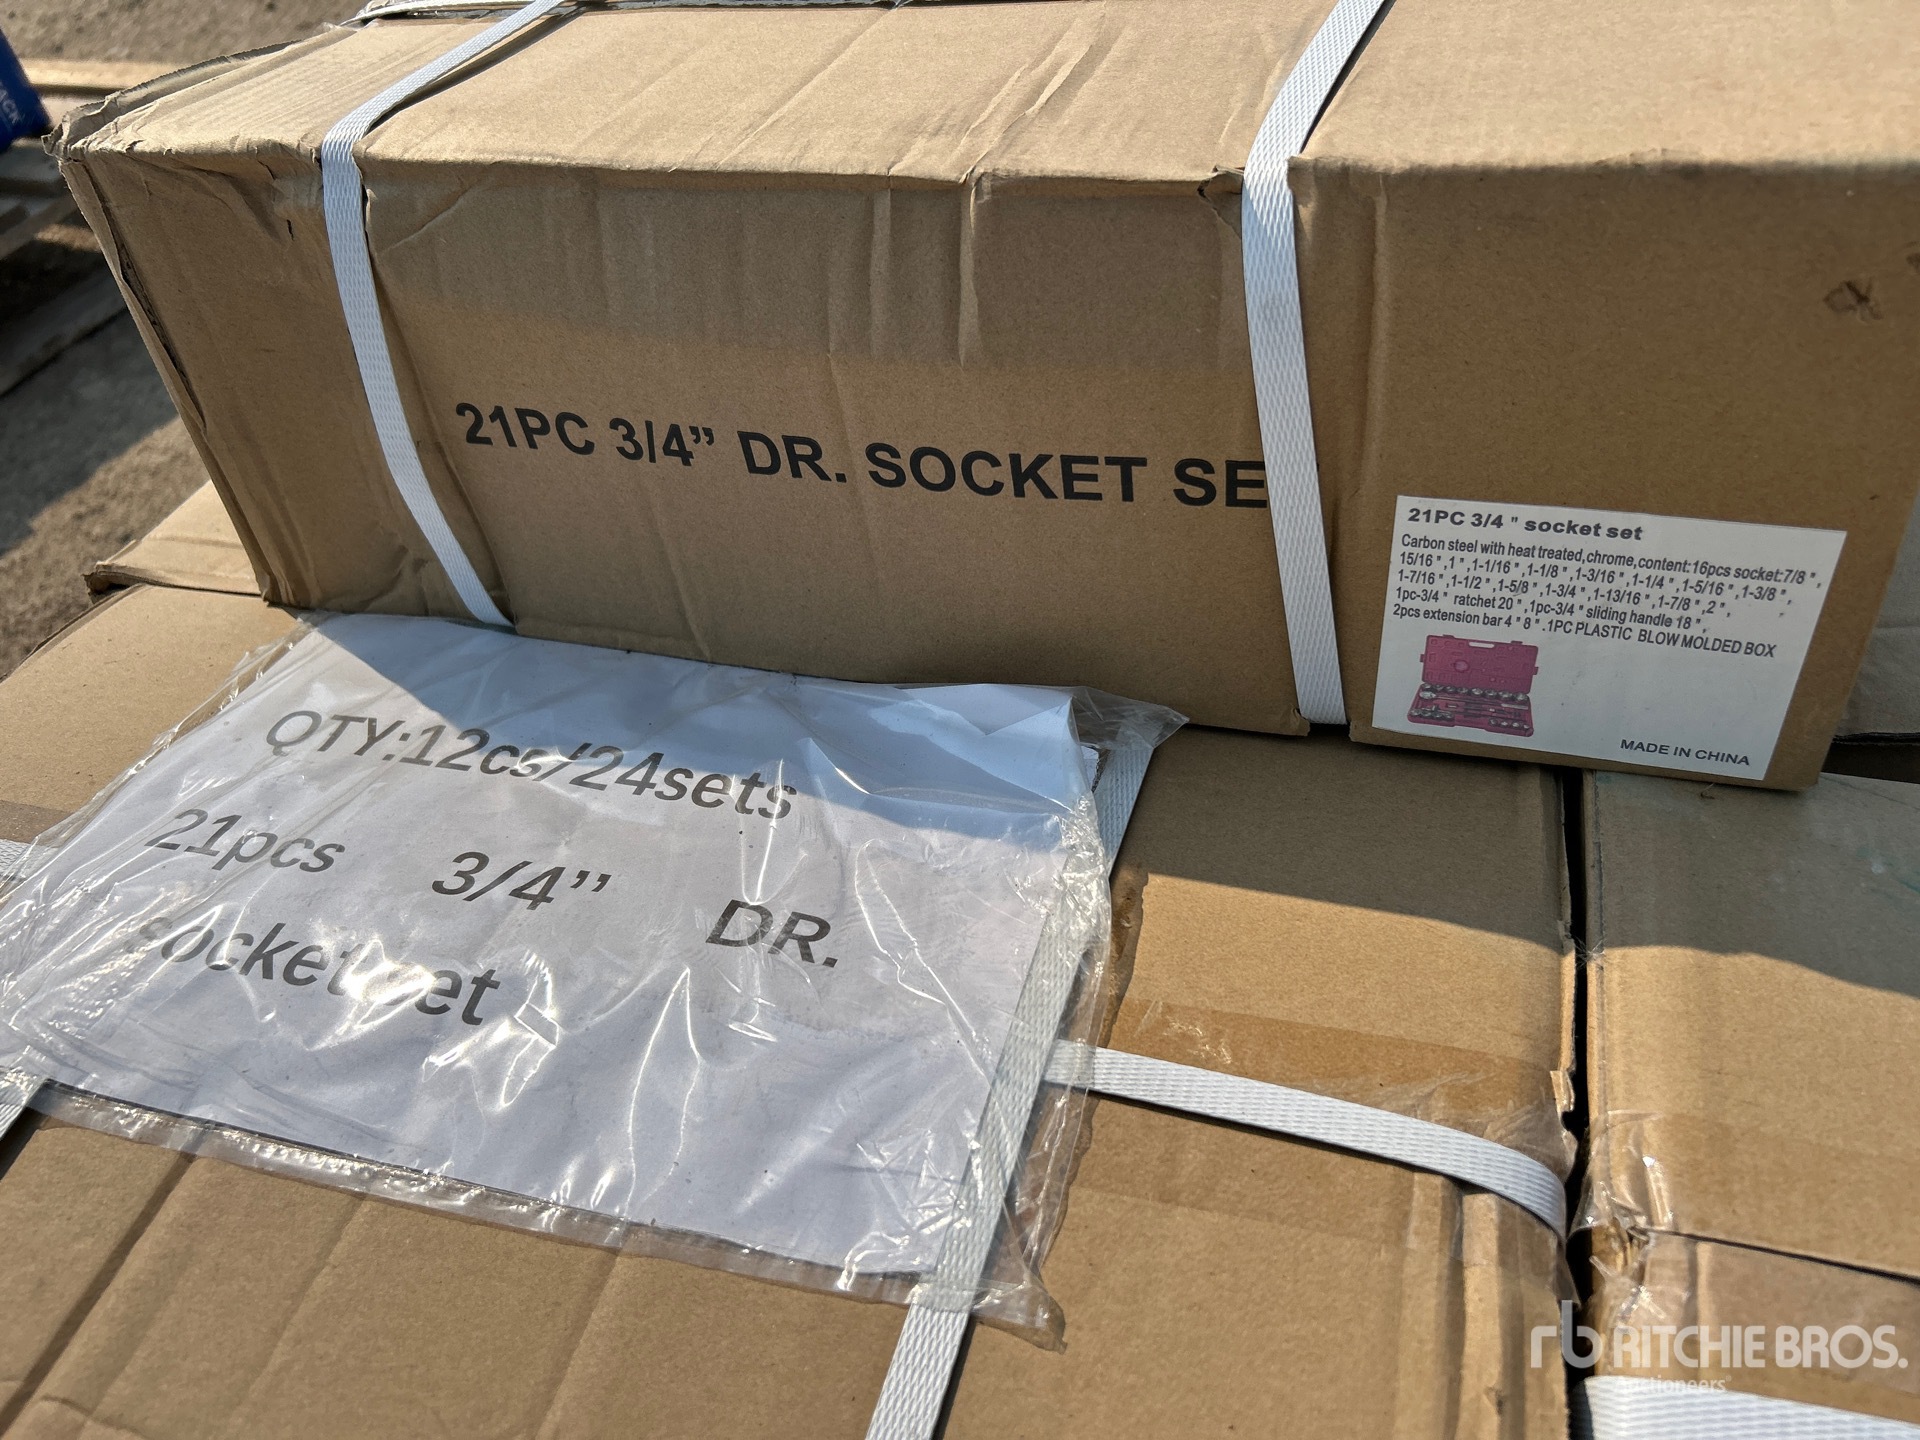 ACK
21PC 3/4” DR. SOCKET SE
21PC 3/4 " socket set
Carbon steel with heat treated,chrome,content:16pcs socket:7/8 ",
15/16 ",1 ",1-1/16 ",1-1/8 ",1-3/16 ",1-1/4 ",1-5/16 ",1-3/8 ",
1-7/16 ",1-1/2 ",1-5/8 ",1-3/4 ",1-13/16 ",1-7/8 ",2 ",
1pc-3/4 " ratchet 20 ",1pc-3/4 " sliding handle 18 ",
2pcs extension bar 4 " 8 " .1PC PLASTIC BLOW MOLDED BOX
MADE IN CHINA
QTY:12cs/24sets
21pcs 3/4” DR.
socket set
rb RITCHIE BROS.
Auctioneers